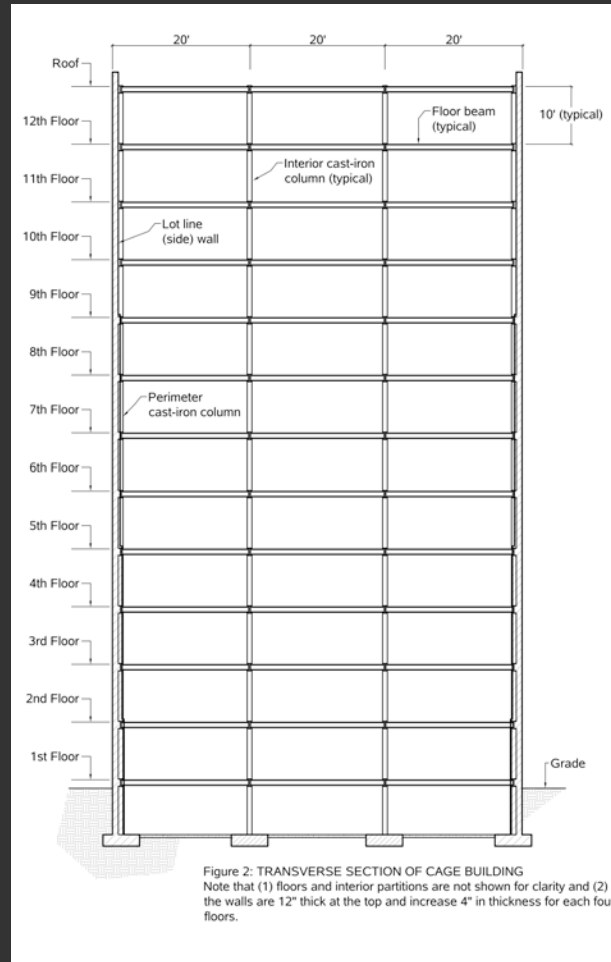 20'
20'
20'
Roof
10' (typical)
Floor beam
(typical)
12th Floor
Interior cast-iron
column (typical)
11th Floor
Lot line
(side) wall
10th Floor
9th Floor
8th Floor
Perimeter
cast-iron column
7th Floor
6th Floor
5th Floor
4th Floor
3rd Floor
2nd Floor
1st Floor
Grade
Figure 2: TRANSVERSE SECTION OF CAGE BUILDING
Note that (1) floors and interior partitions are not shown for clarity and (2)
the walls are 12" thick at the top and increase 4" in thickness for each fou
floors.